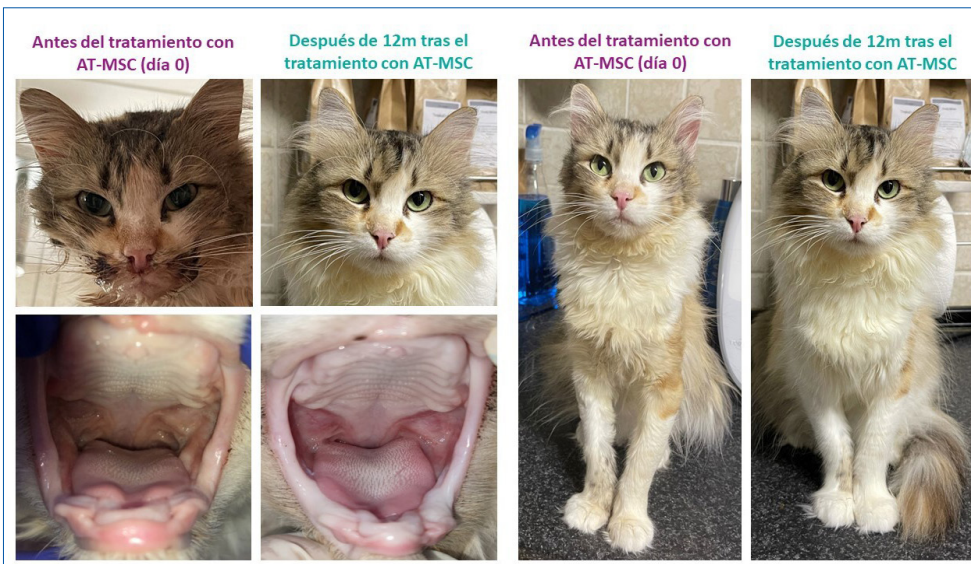 Antes del tratamiento con
AT-MSC (día 0)
Después de 12m tras el
tratamiento con AT-MSC
Antes del tratamiento con
AT-MSC (día 0)
Después de 12m tras el
tratamiento con AT-MSC